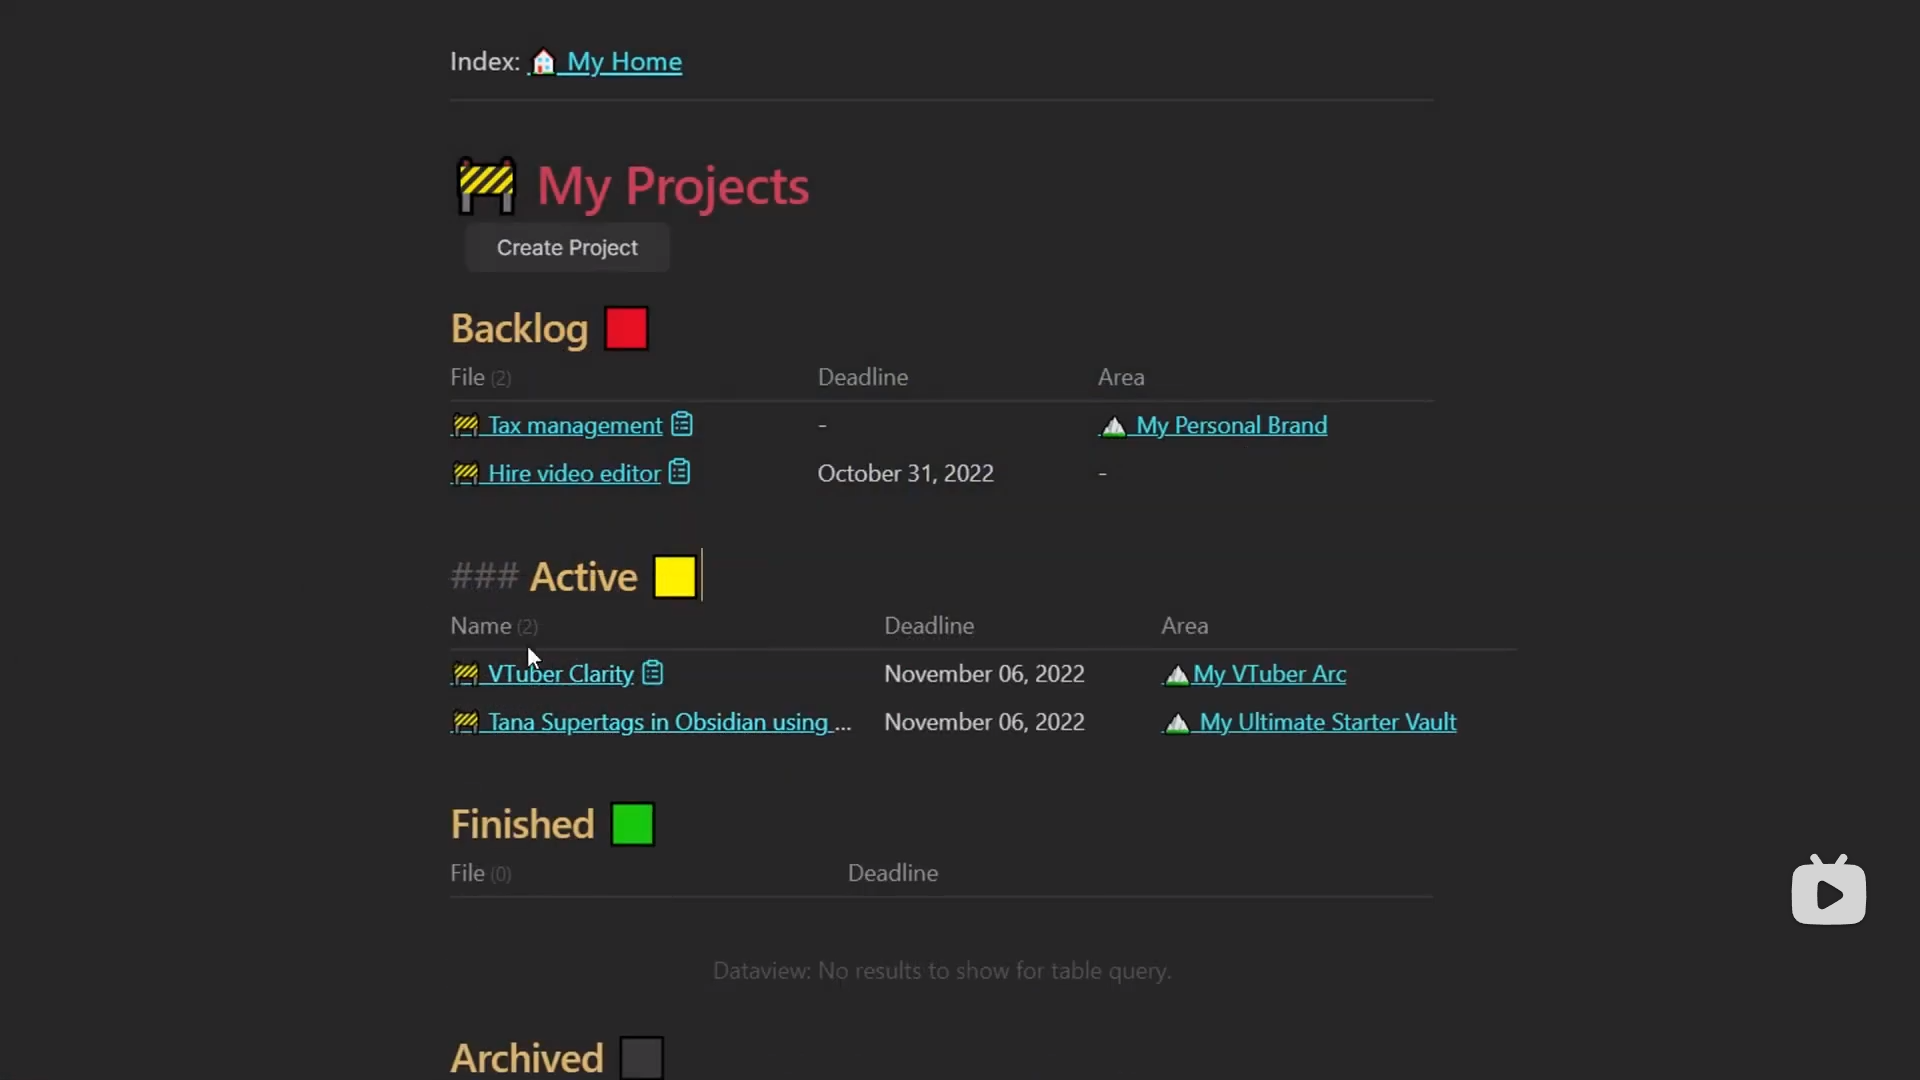 Index: 🏠 My Home
🚧 My Projects
Create Project
Backlog 🟥
File (2) Deadline Area
🚧 Tax management - ⛰️ My Personal Brand
🚧 Hire video editor October 31, 2022 -
### Active 🟨
Name (2) Deadline Area
🚧 VTuber Clarity November 06, 2022 ⛰️My VTuber Arc
🚧 Tana Supertags in Obsidian using ... November 06, 2022 ⛰️ My Ultimate Starter Vault
Finished 🟩
File (0) Deadline
Dataview: No results to show for table query.
Archived